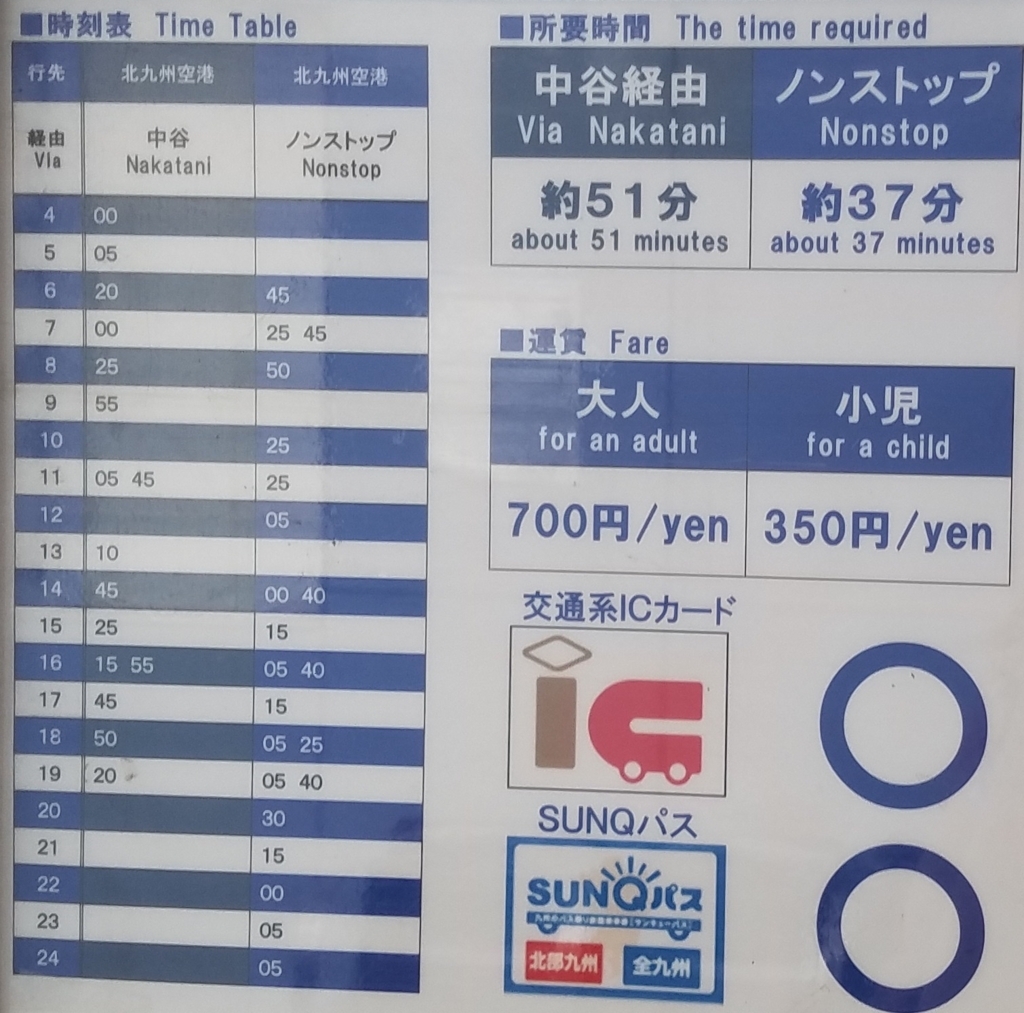 ■時刻表 Time Table
行先 北九州空港 北九州空港
経由 Via 中谷 Nakatani ノンストップ Nonstop
4 00
5 05
6 20 45
7 00 25 45
8 25 50
9 55
10 25
11 05 45 25
12 05
13 10
14 45 00 40
15 25 15
16 15 55 05 40
17 45 15
18 50 05 25
19 20 05 40
20 30
21 15
22 00
23 05
24 05
■所要時間 The time required
中谷経由 ノンストップ
Via Nakatani Nonstop
約51分 約37分
about 51 minutes about 37 minutes
■運賃 Fare
大人 小児
for an adult for a child
700円/yen 350円/yen
交通系ICカード
ic
SUNQパス
SUNQパス
北部九州 全九州